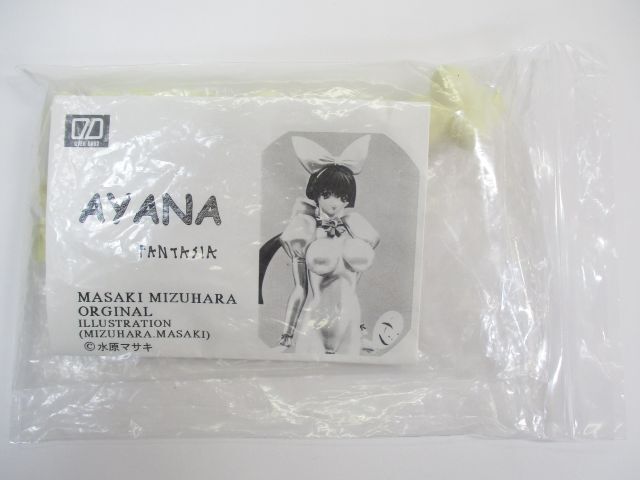 AYANA
FANTASIA
MASAKI MIZUHARA
ORGINAL
ILLUSTRATION
(MIZUHARA.MASAKI)
©水原マサキ